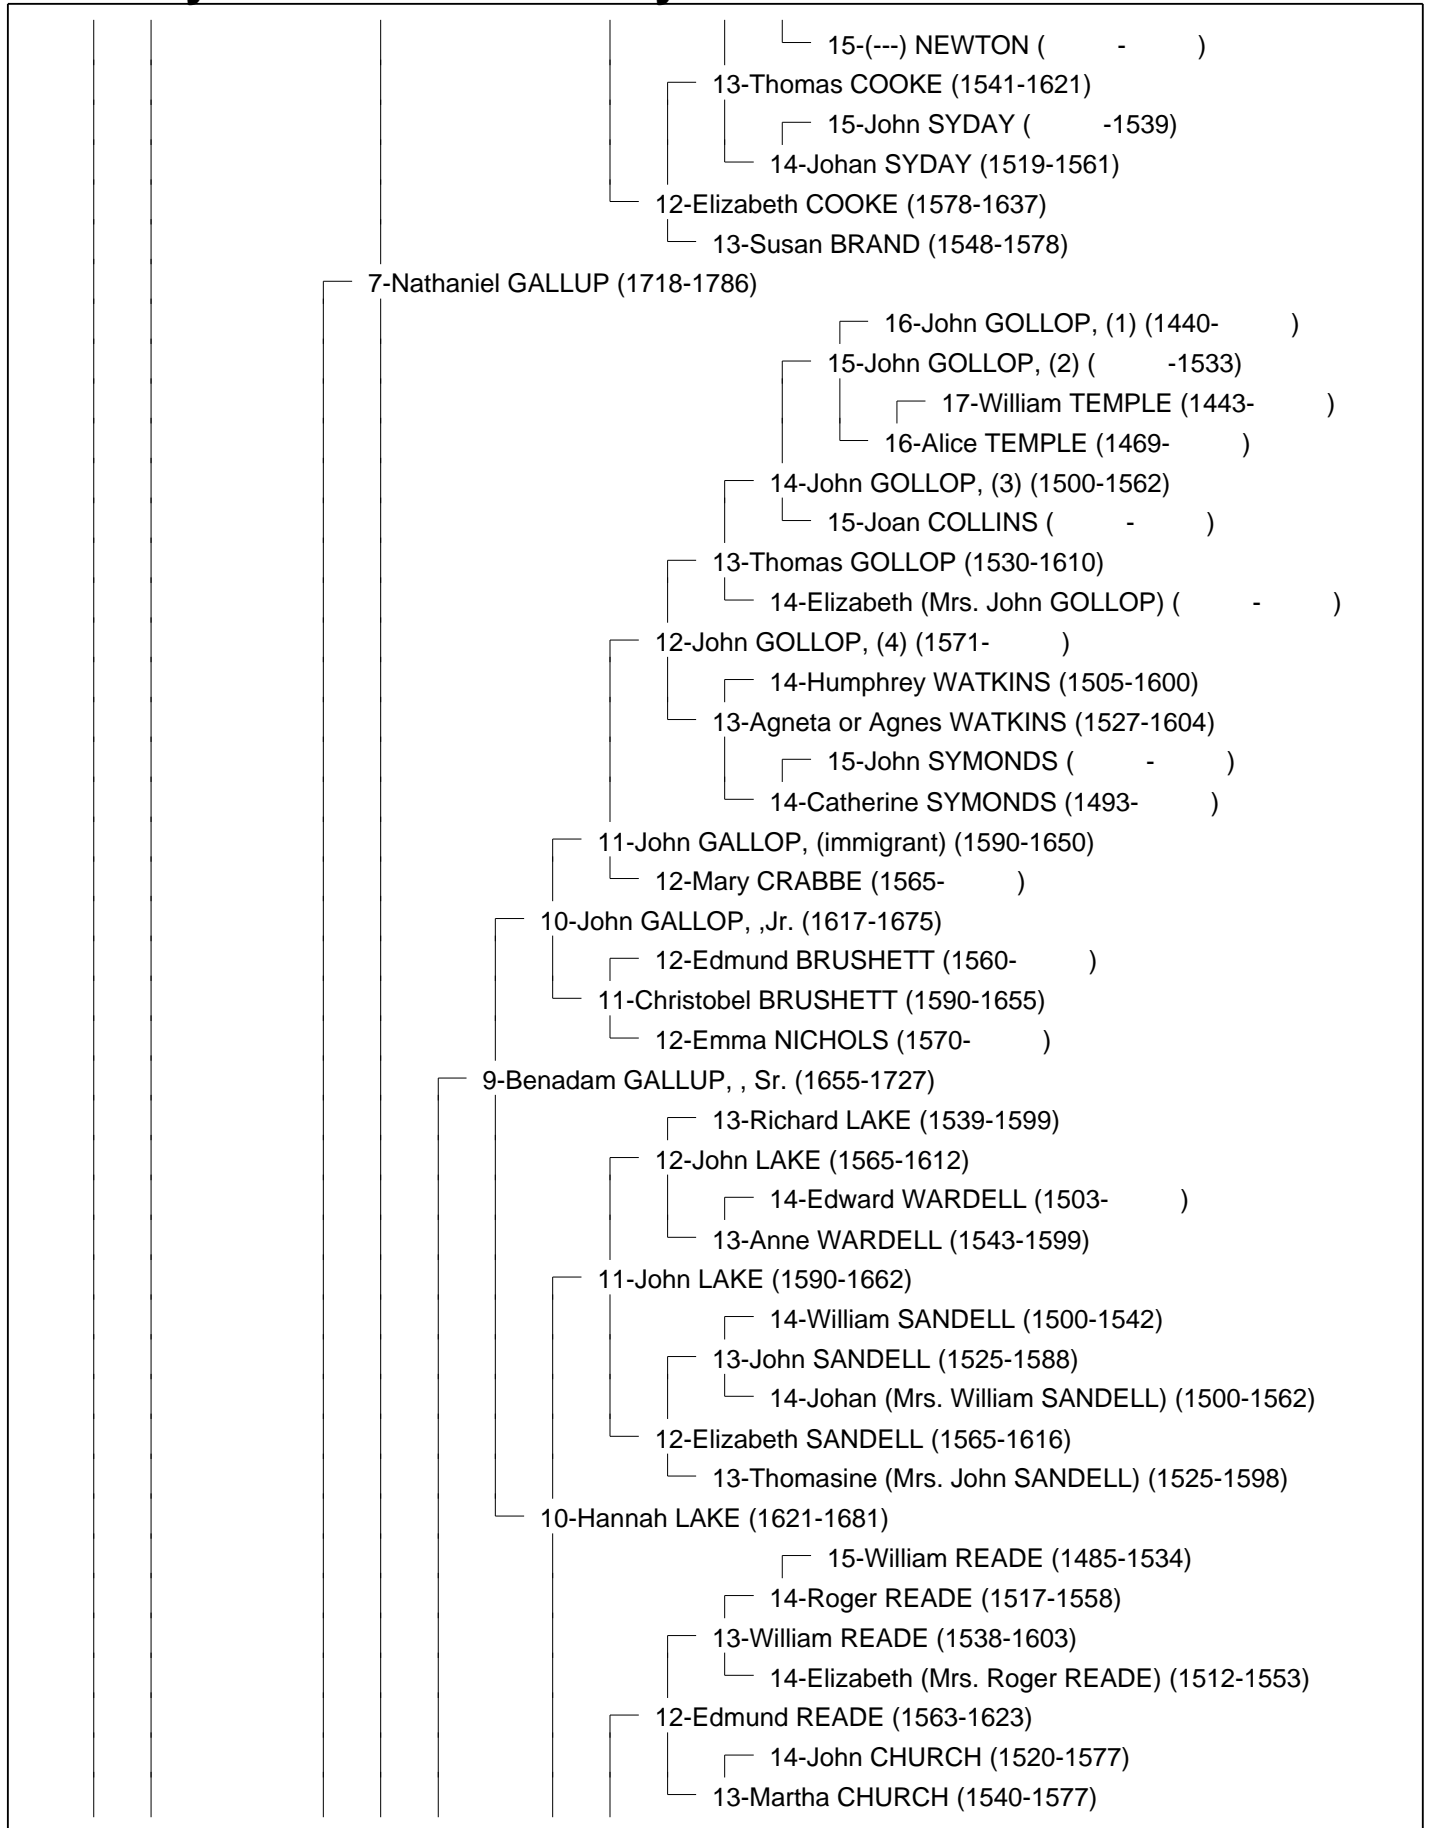 15-(---) NEWTON ( - )
13-Thomas COOKE (1541-1621)
15-John SYDAY ( -1539)
14-Johan SYDAY (1519-1561)
12-Elizabeth COOKE (1578-1637)
13-Susan BRAND (1548-1578)
7-Nathaniel GALLUP (1718-1786)
16-John GOLLOP, (1) (1440- )
15-John GOLLOP, (2) ( -1533)
17-William TEMPLE (1443- )
16-Alice TEMPLE (1469- )
14-John GOLLOP, (3) (1500-1562)
15-Joan COLLINS ( - )
13-Thomas GOLLOP (1530-1610)
14-Elizabeth (Mrs. John GOLLOP) ( - )
12-John GOLLOP, (4) (1571- )
14-Humphrey WATKINS (1505-1600)
13-Agneta or Agnes WATKINS (1527-1604)
15-John SYMONDS ( - )
14-Catherine SYMONDS (1493- )
11-John GALLOP, (immigrant) (1590-1650)
12-Mary CRABBE (1565- )
10-John GALLOP, ,Jr. (1617-1675)
12-Edmund BRUSHETT (1560- )
11-Christobel BRUSHETT (1590-1655)
12-Emma NICHOLS (1570- )
9-Benadam GALLUP, , Sr. (1655-1727)
13-Richard LAKE (1539-1599)
12-John LAKE (1565-1612)
14-Edward WARDELL (1503- )
13-Anne WARDELL (1543-1599)
11-John LAKE (1590-1662)
14-William SANDELL (1500-1542)
13-John SANDELL (1525-1588)
14-Johan (Mrs. William SANDELL) (1500-1562)
12-Elizabeth SANDELL (1565-1616)
13-Thomasine (Mrs. John SANDELL) (1525-1598)
10-Hannah LAKE (1621-1681)
15-William READE (1485-1534)
14-Roger READE (1517-1558)
13-William READE (1538-1603)
14-Elizabeth (Mrs. Roger READE) (1512-1553)
12-Edmund READE (1563-1623)
14-John CHURCH (1520-1577)
13-Martha CHURCH (1540-1577)